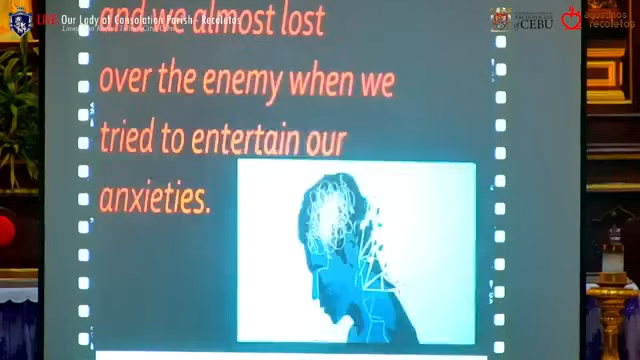 LIVE Our Lady of Consolation Parish - Recoletos
of CEBU
agustinos
recoletos
and we almost lost
over the enemy when we
tried to entertain our
anxieties.